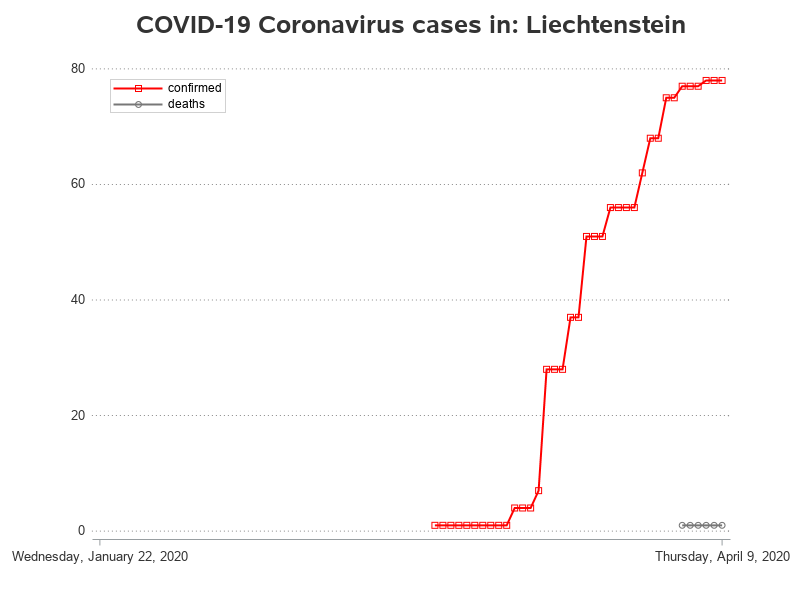 COVID-19 Coronavirus cases in: Liechtenstein
80
confirmed
deaths
60
40
20
0
Wednesday, January 22, 2020
Thursday, April 9, 2020